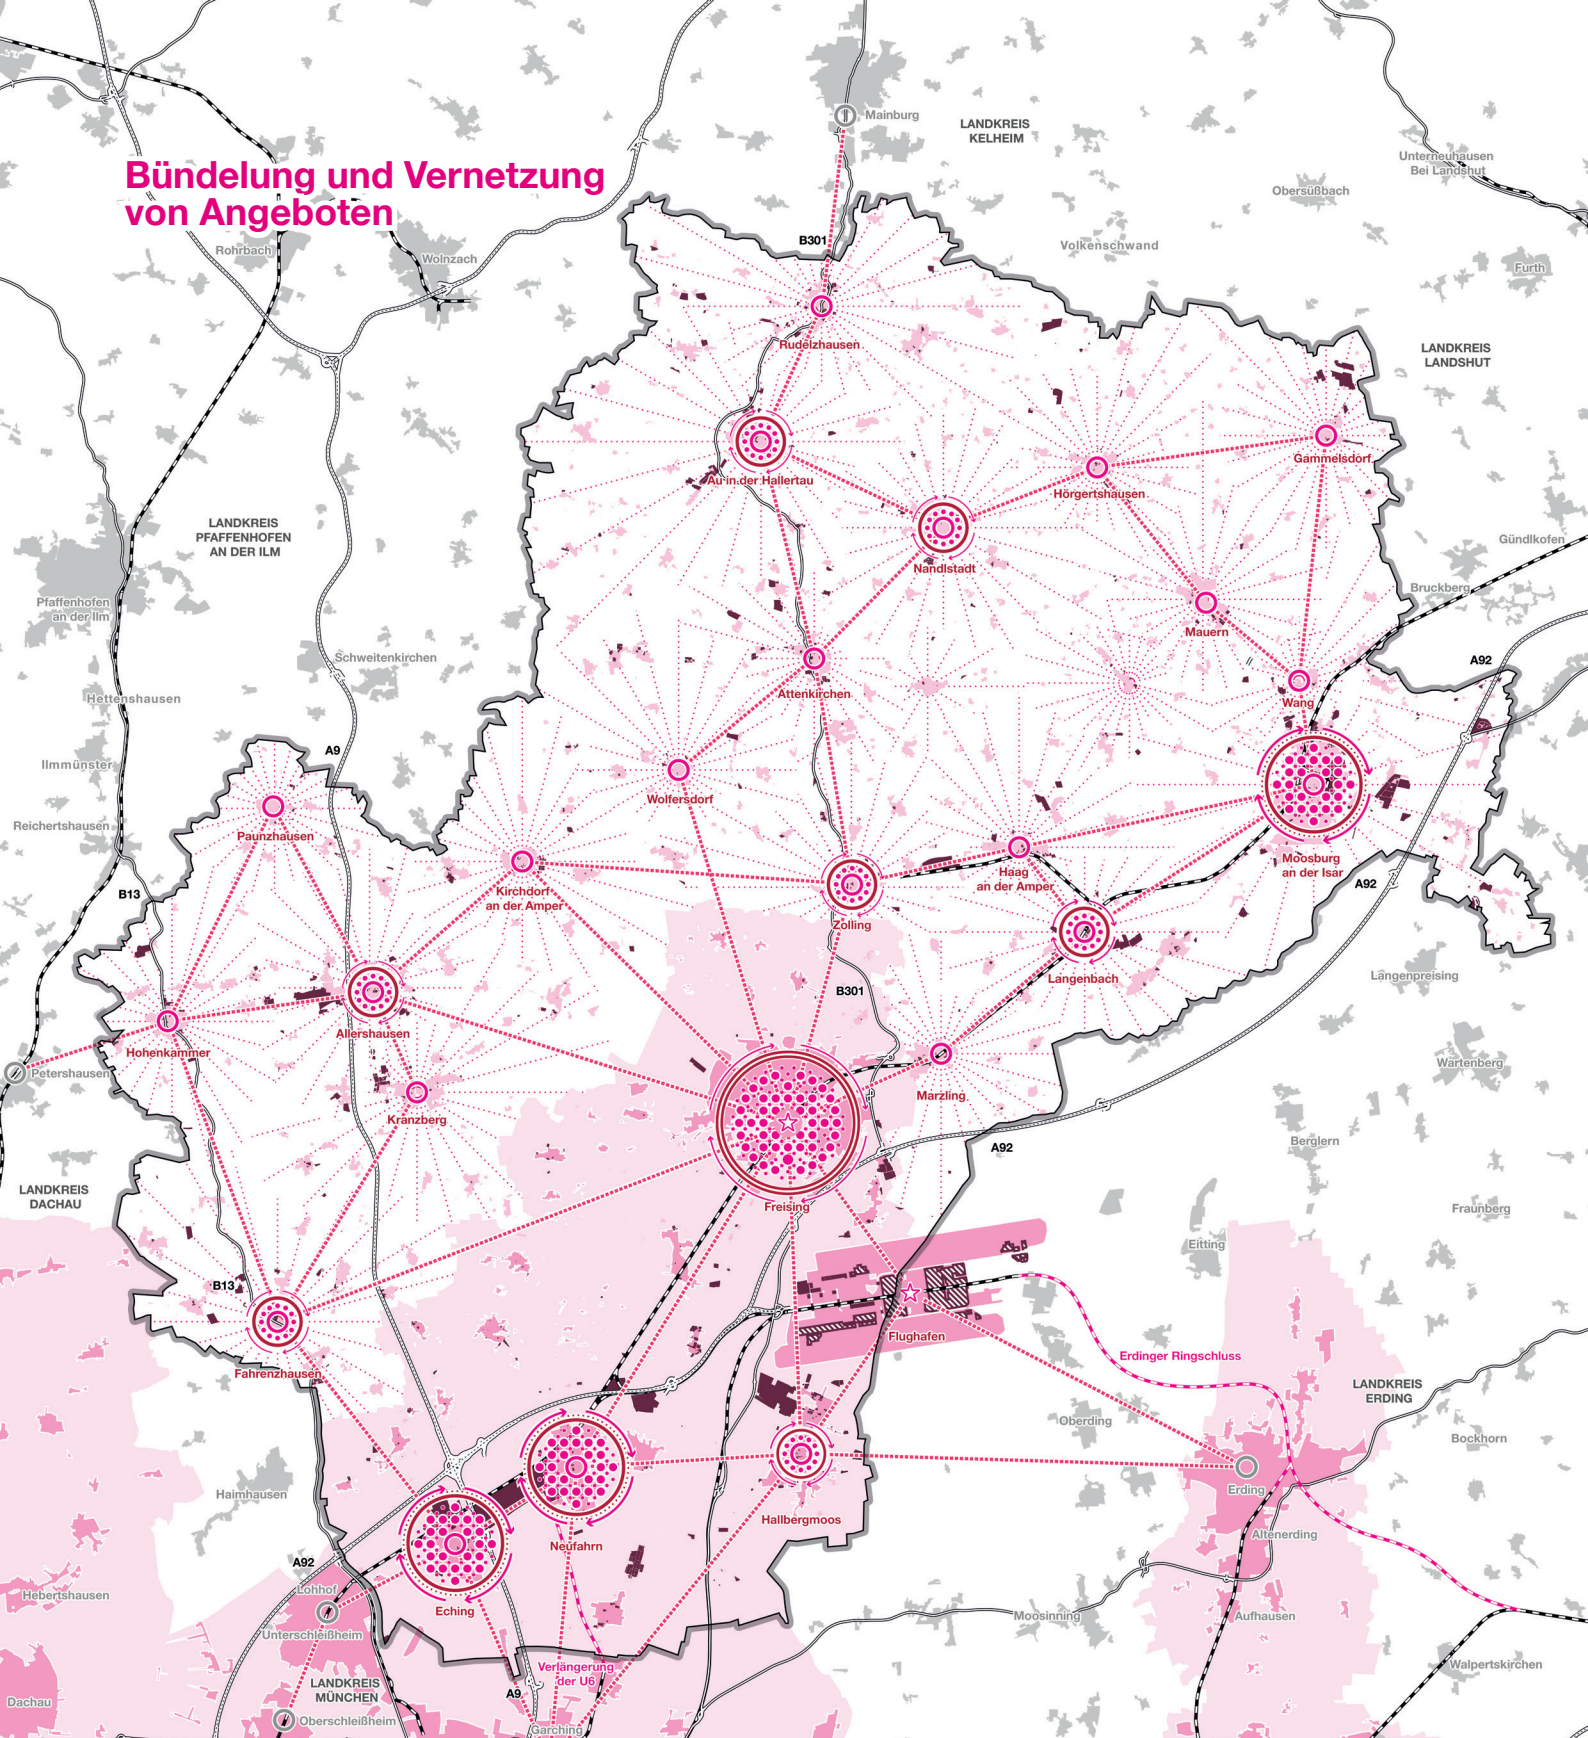 Bündelung und Vernetzung
von Angeboten
Mainburg
LANDKREIS
KELHEIM
Unterneuhausen
Bei Landshut
Obersüßbach
B301
Volkenschwand
Rohrbach
Wolnzach
Furth
Rudelzhausen
LANDKREIS
LANDSHUT
Gammelsdorf
Au in der Hallertau
Hörgertshausen
LANDKREIS
PFAFFENHOFEN
AN DER ILM
Gündlkofen
Nandlstadt
Bruckberg
Pfaffenhofen
an der Ilm
Mauern
Schweitenkirchen
A92
Attenkirchen
Hettenshausen
Wang
A9
Ilmmünster
Wolfersdorf
Reichertshausen
Paunzhausen
Moosburg
an der Isar
Haag
an der Amper
A92
B13
Kirchdorf
an der Amper
Zolling
Langenbach
Langenpreising
B301
Allershausen
Hohenkammer
Petershausen
Wartenberg
Marzling
Kranzberg
A92
Berglern
LANDKREIS
DACHAU
Freising
Fraunberg
Eitting
B13
Flughafen
Erdinger Ringschluss
Fahrenzhausen
LANDKREIS
ERDING
Oberding
Bockhorn
Haimhausen
Erding
Hallbergmoos
Altenerding
Neufahrn
A92
Lohhof
Hebertshausen
Eching
Moosinning
Aufhausen
Unterschleißheim
Verlängerung
der U6
Walpertskirchen
LANDKREIS
MÜNCHEN
A9
Dachau
Oberschleißheim
Garching